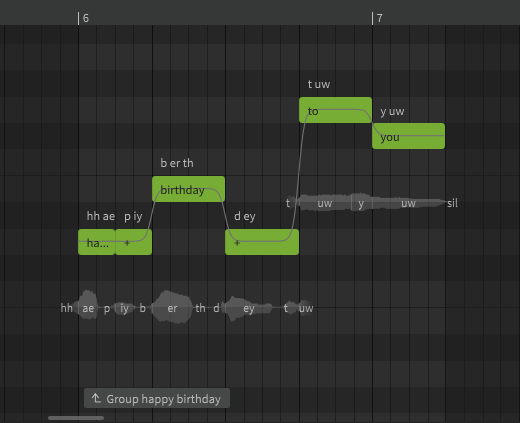 6 7
t uw
to
y uw
you
b er th
birthday
hh ae p iy
ha... +
d ey
+
t uw y uw sil
hh ae p iy b er th d ey t uw
Group happy birthday